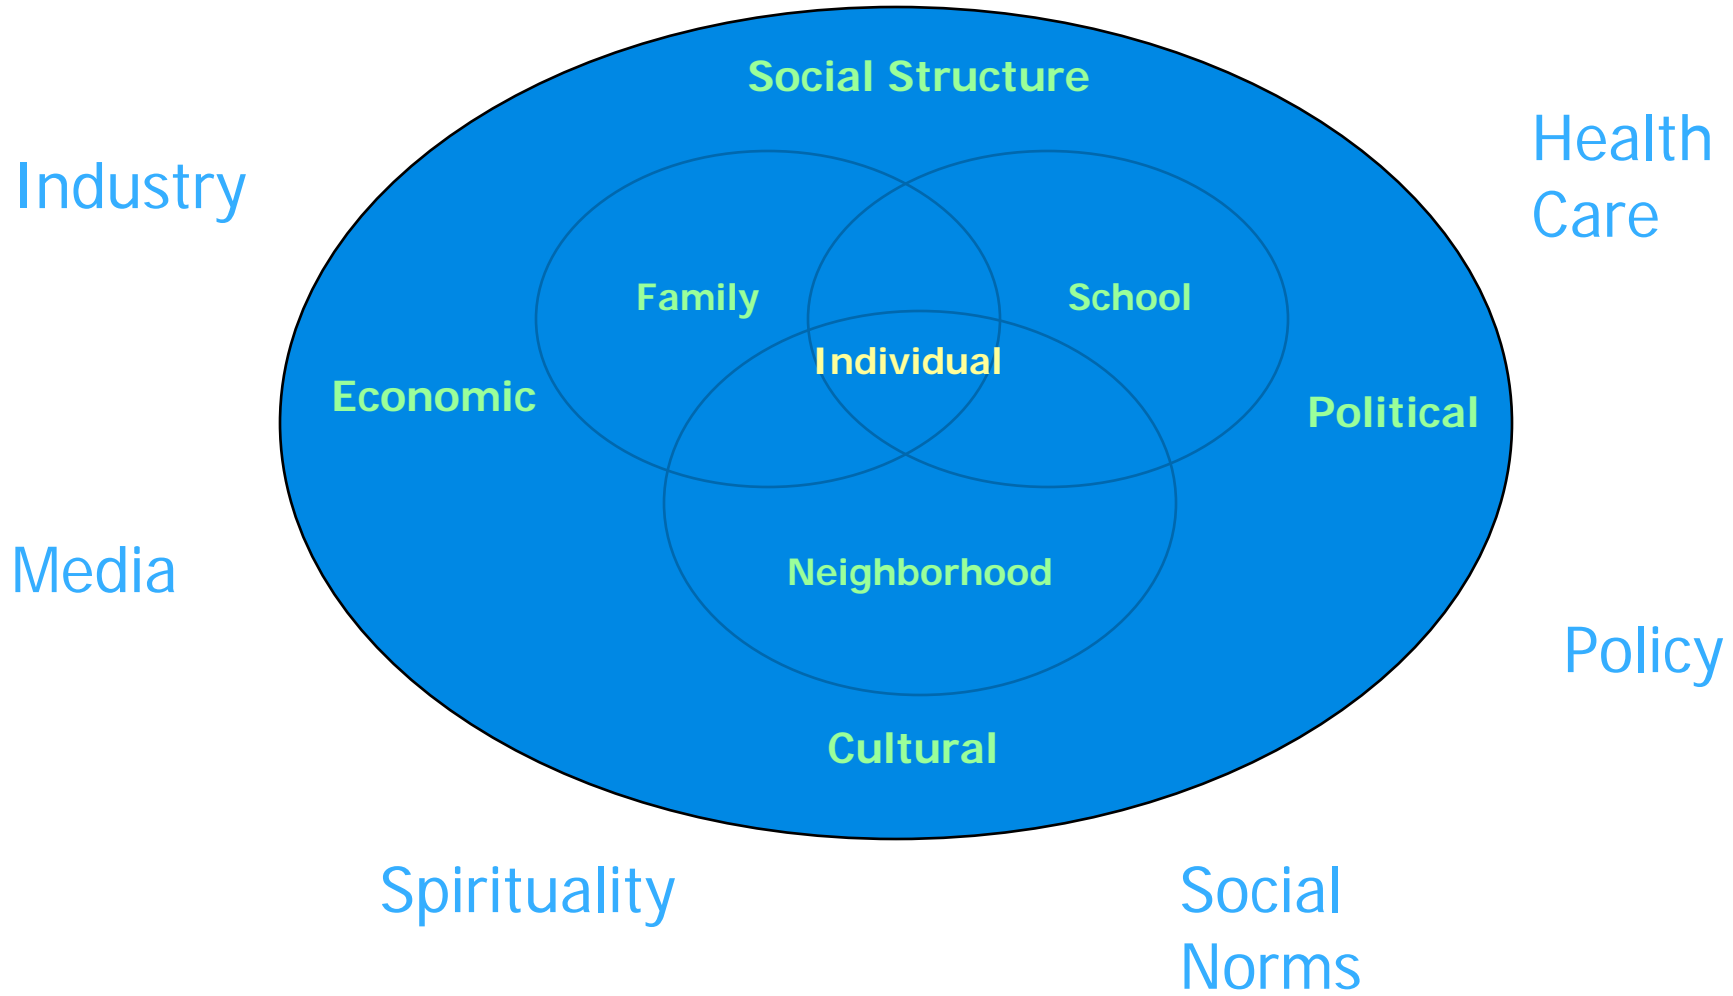 Social Structure
Industry
Health
Care
Family
School
Individual
Economic
Political
Media
Neighborhood
Policy
Cultural
Spirituality
Social
Norms